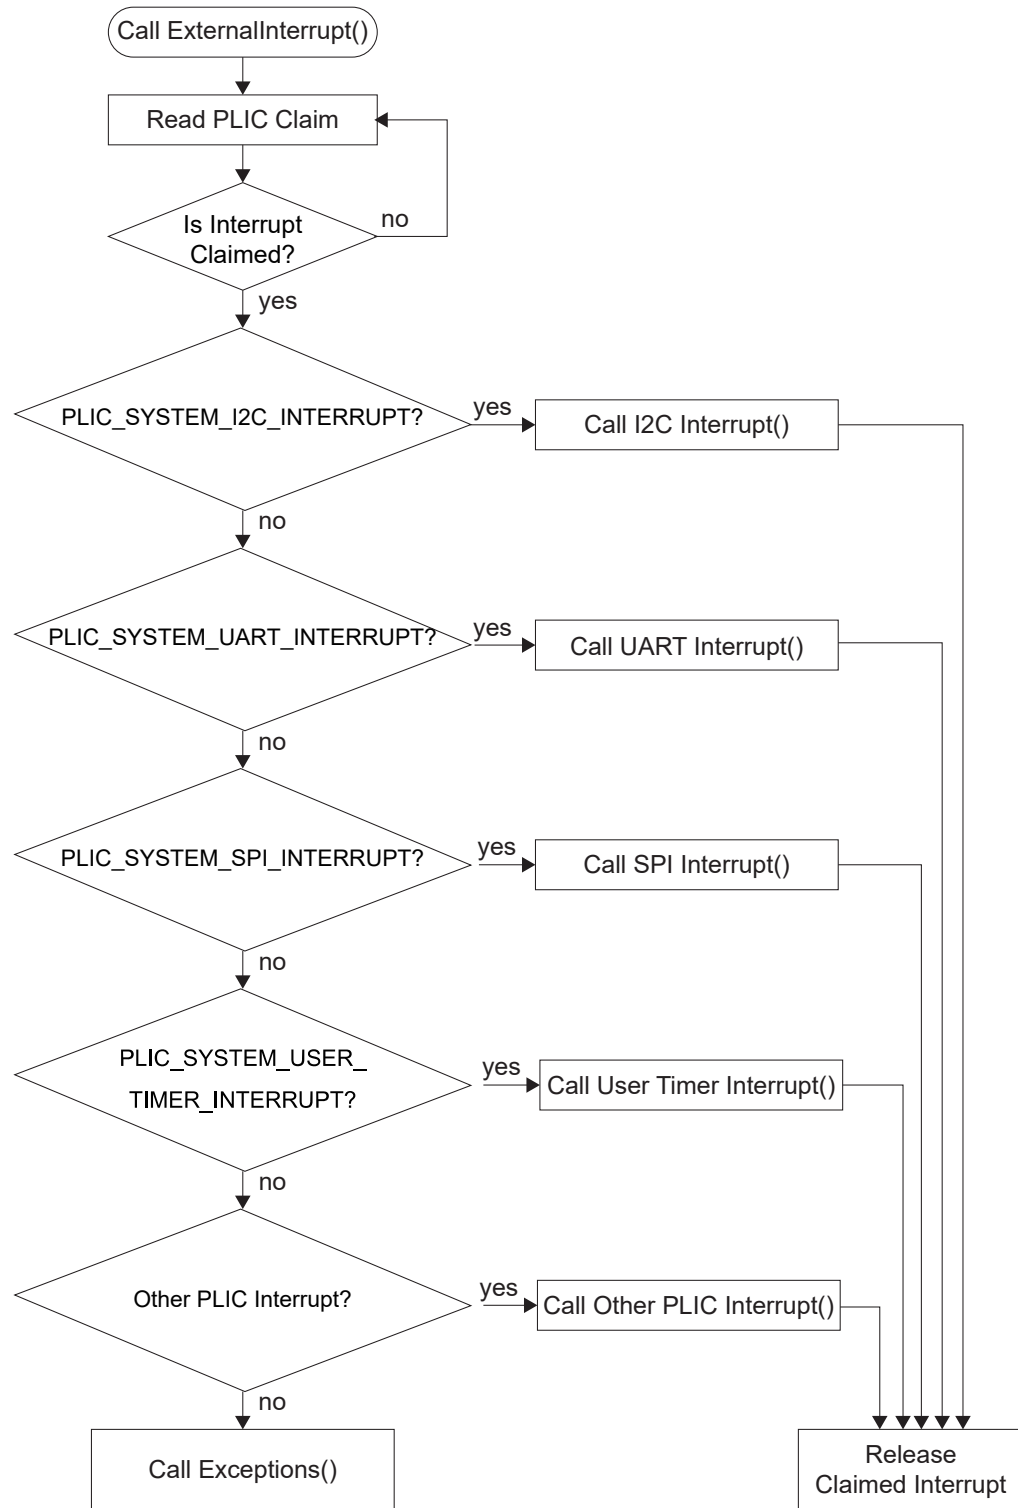 Call ExternalInterrupt()
Read PLIC Claim
Is Interrupt
Claimed?
no
yes
PLIC_SYSTEM_I2C_INTERRUPT?
yes
Call I2C Interrupt()
no
PLIC_SYSTEM_UART_INTERRUPT?
yes
Call UART Interrupt()
no
PLIC_SYSTEM_SPI_INTERRUPT?
yes
Call SPI Interrupt()
no
PLIC_SYSTEM_USER_
TIMER_INTERRUPT?
yes
Call User Timer Interrupt()
no
Other PLIC Interrupt?
yes
Call Other PLIC Interrupt()
no
Call Exceptions()
Release
Claimed Interrupt